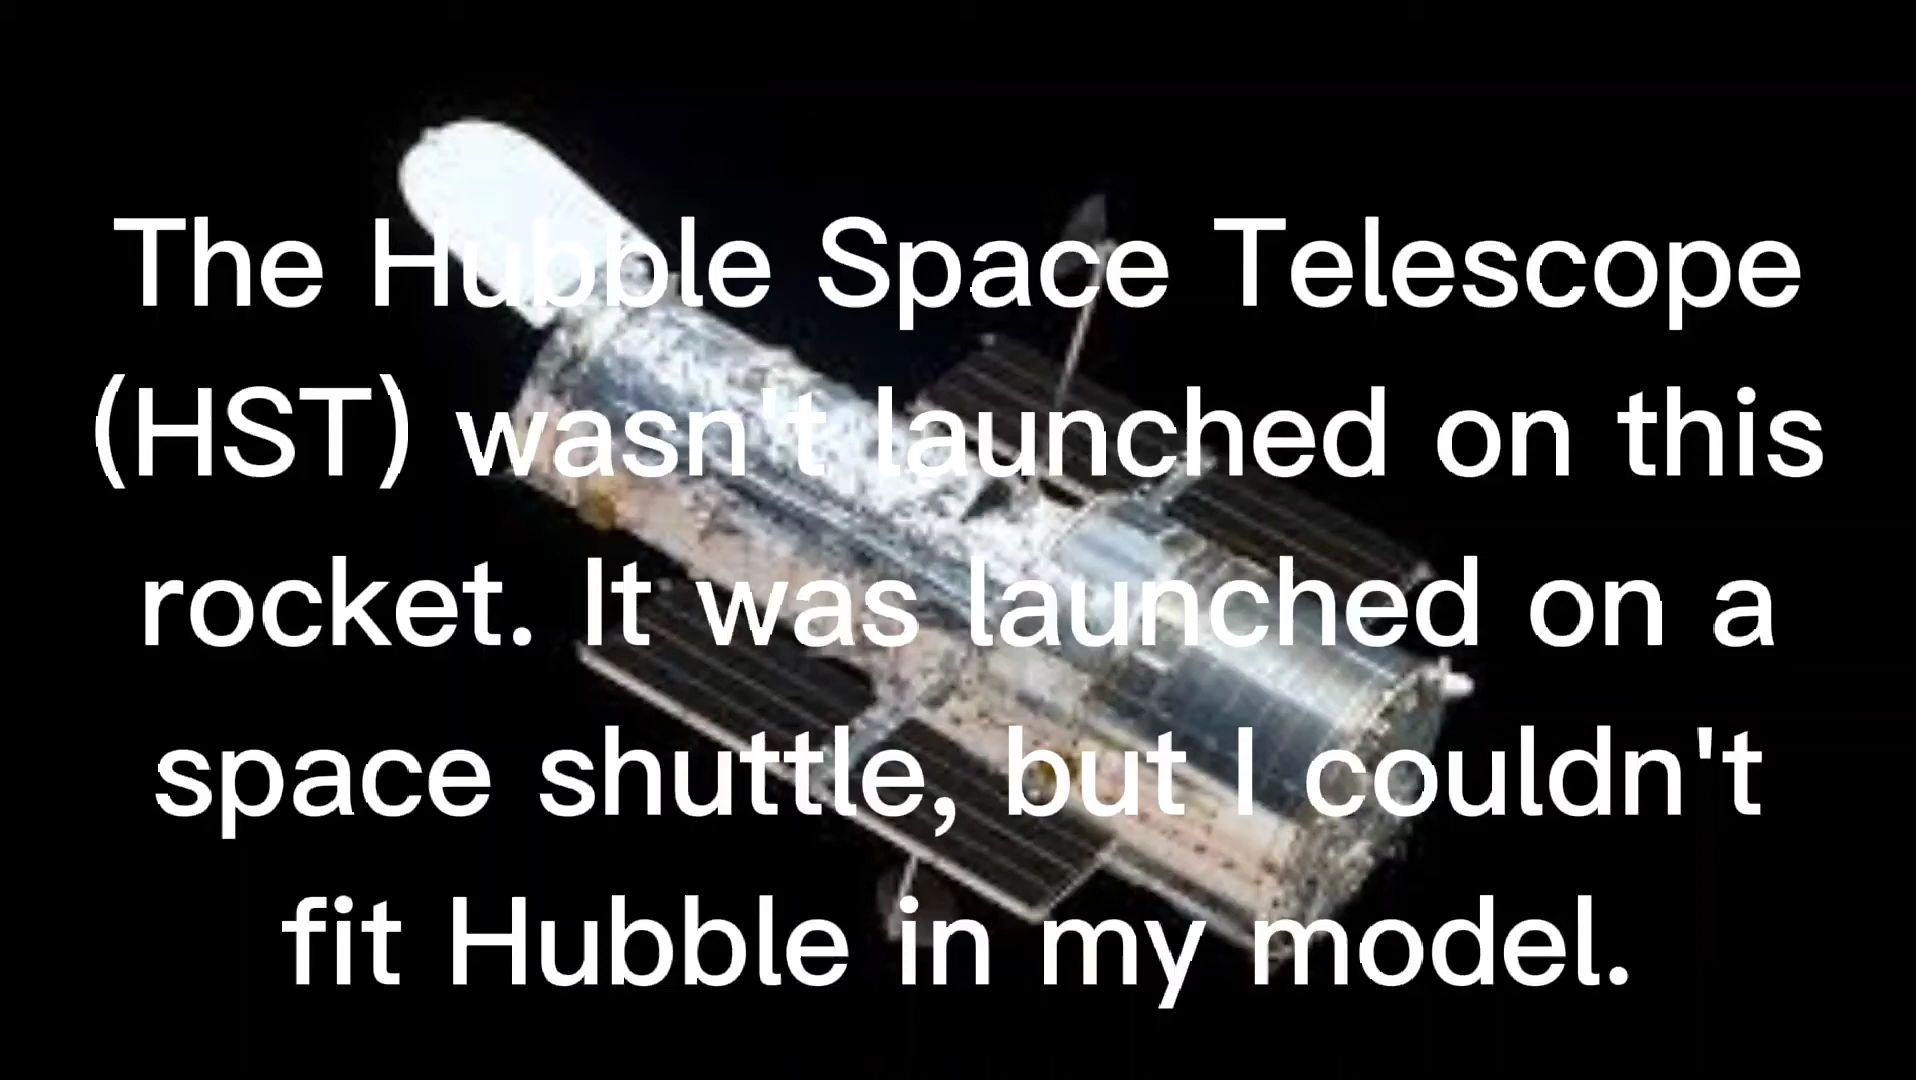 The Hubble Space Telescope
(HST) wasn't launched on this
rocket. It was launched on a
space shuttle, but I couldn't
fit Hubble in my model.